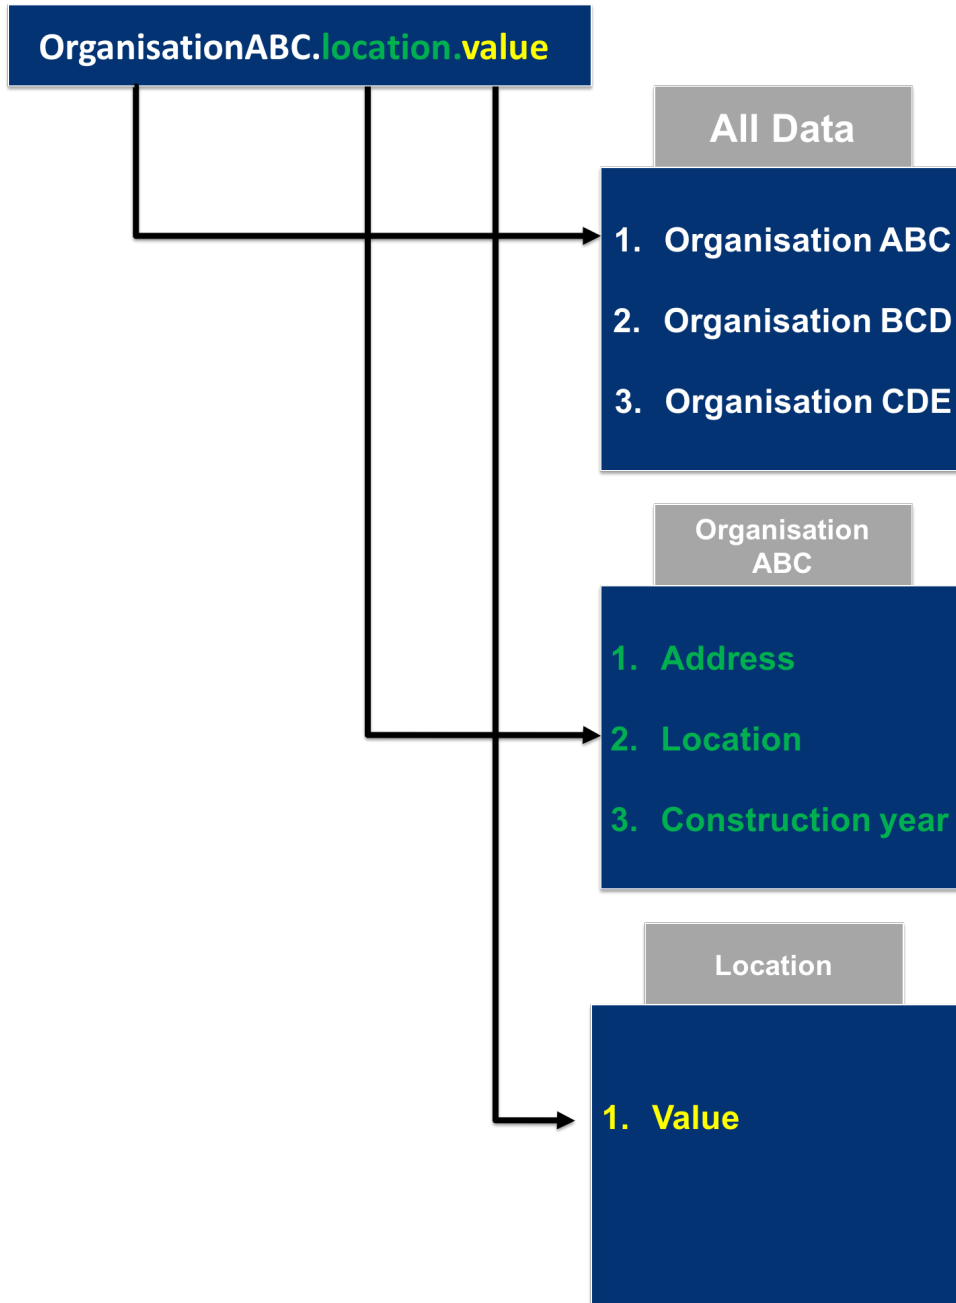 OrganisationABC.location.value
All Data
1. Organisation ABC
2. Organisation BCD
3. Organisation CDE
Organisation
ABC
1. Address
2. Location
3. Construction year
Location
1. Value